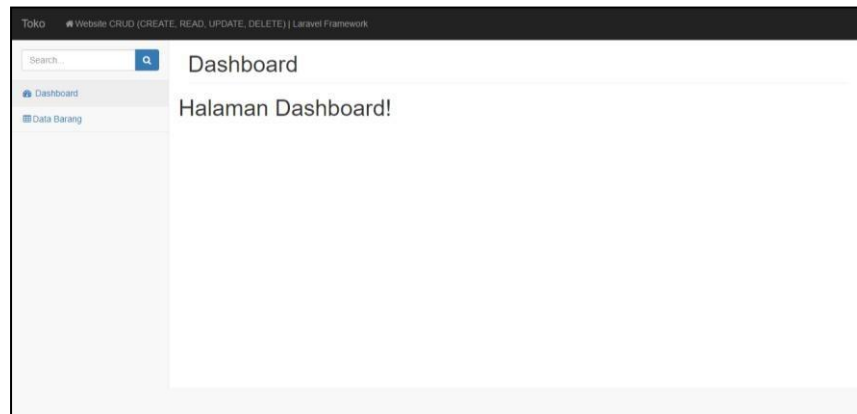 Toko Website CRUD (CREATE, READ, UPDATE, DELETE) | Laravel Framework
Search...
Dashboard
Data Barang
Dashboard
Halaman Dashboard!